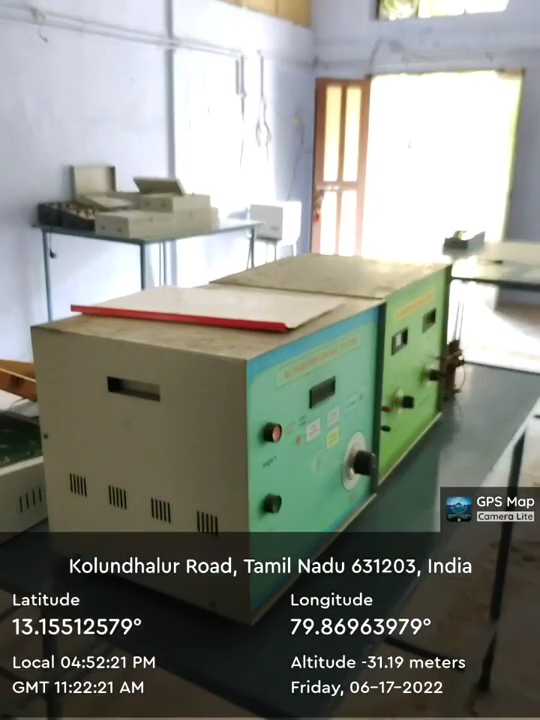 GPS Map
Camera Lite
Kolundhalur Road, Tamil Nadu 631203, India
Latitude
13.15512579°
Longitude
79.86963979°
Local 04:52:21 PM
GMT 11:22:21 AM
Altitude -31.19 meters
Friday, 06-17-2022